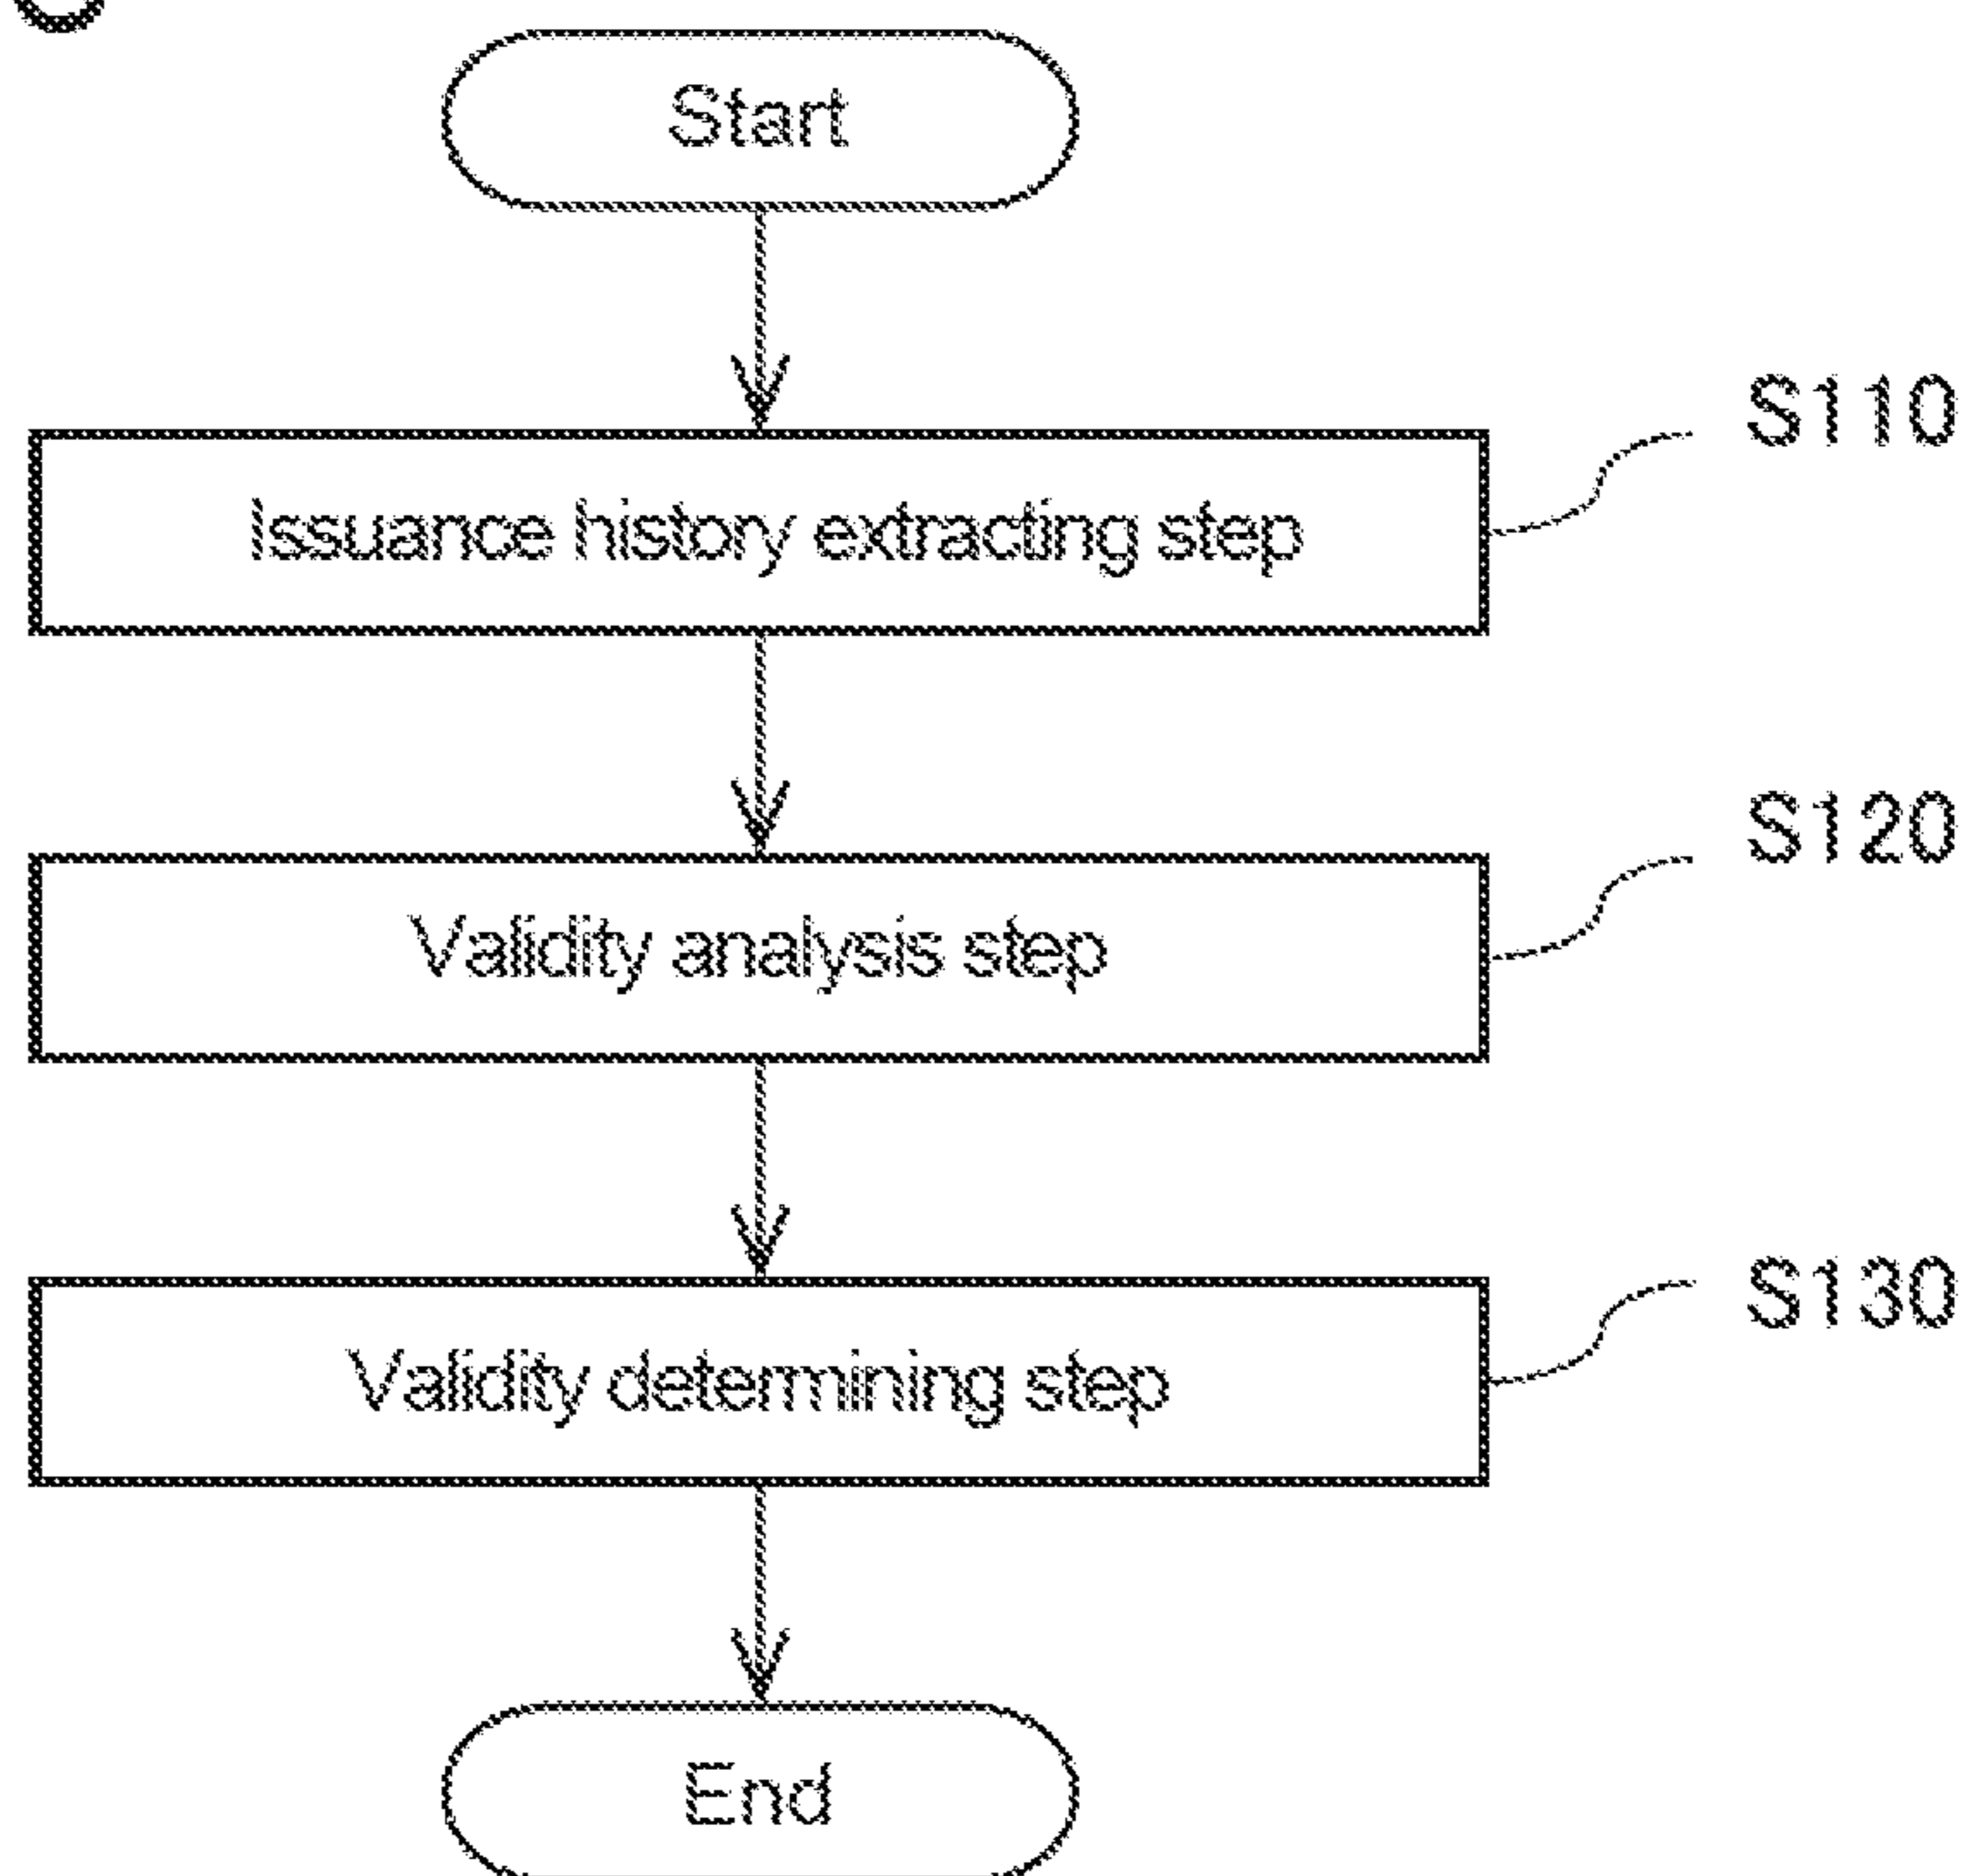 Start
S110
Issuance history extracting step
S120
Validity analysis step
S130
Validity determining step
End